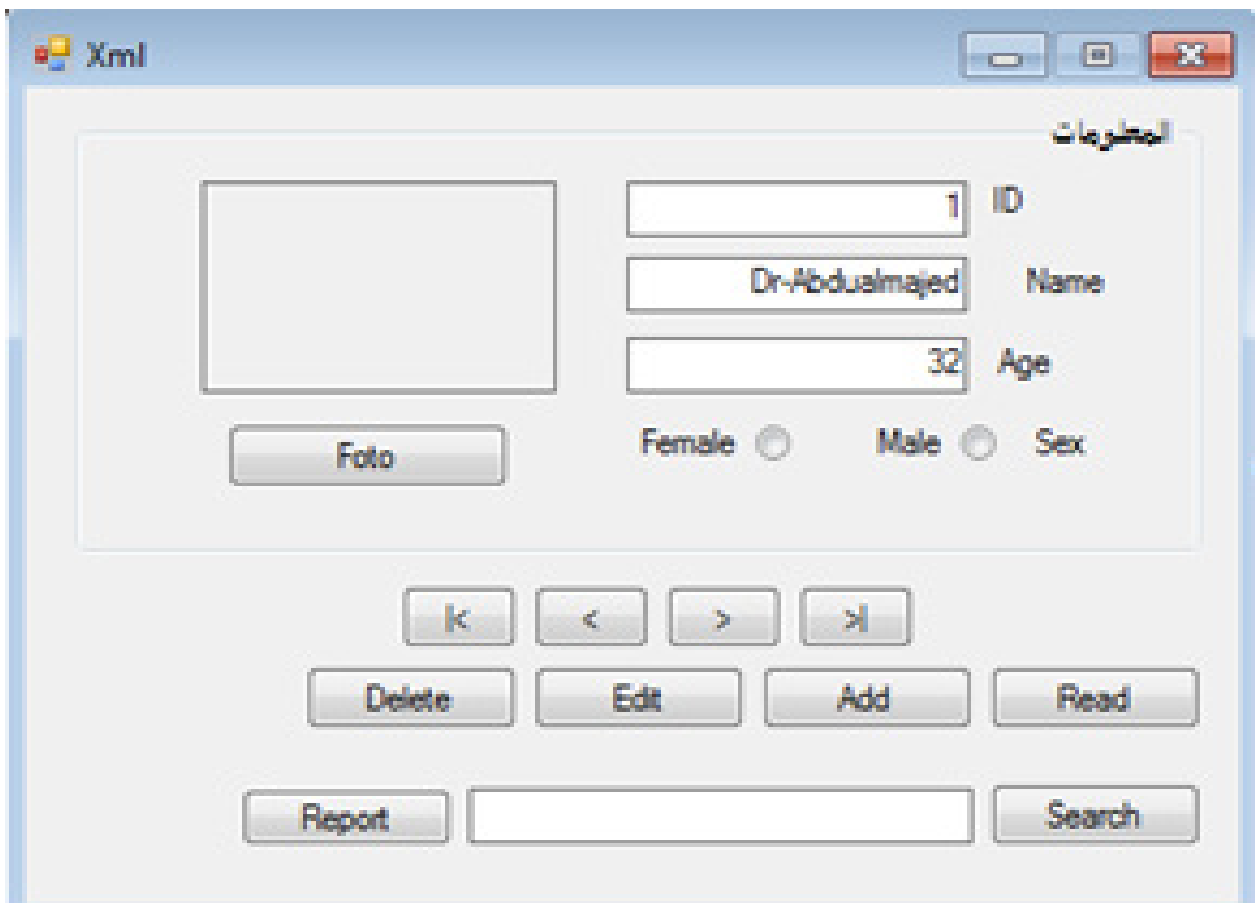 Xml
المعلومات
1 ID
Dr-Abdualmajed Name
32 Age
Foto
Female Male Sex
|< < > >|
Delete Edit Add Read
Report Search